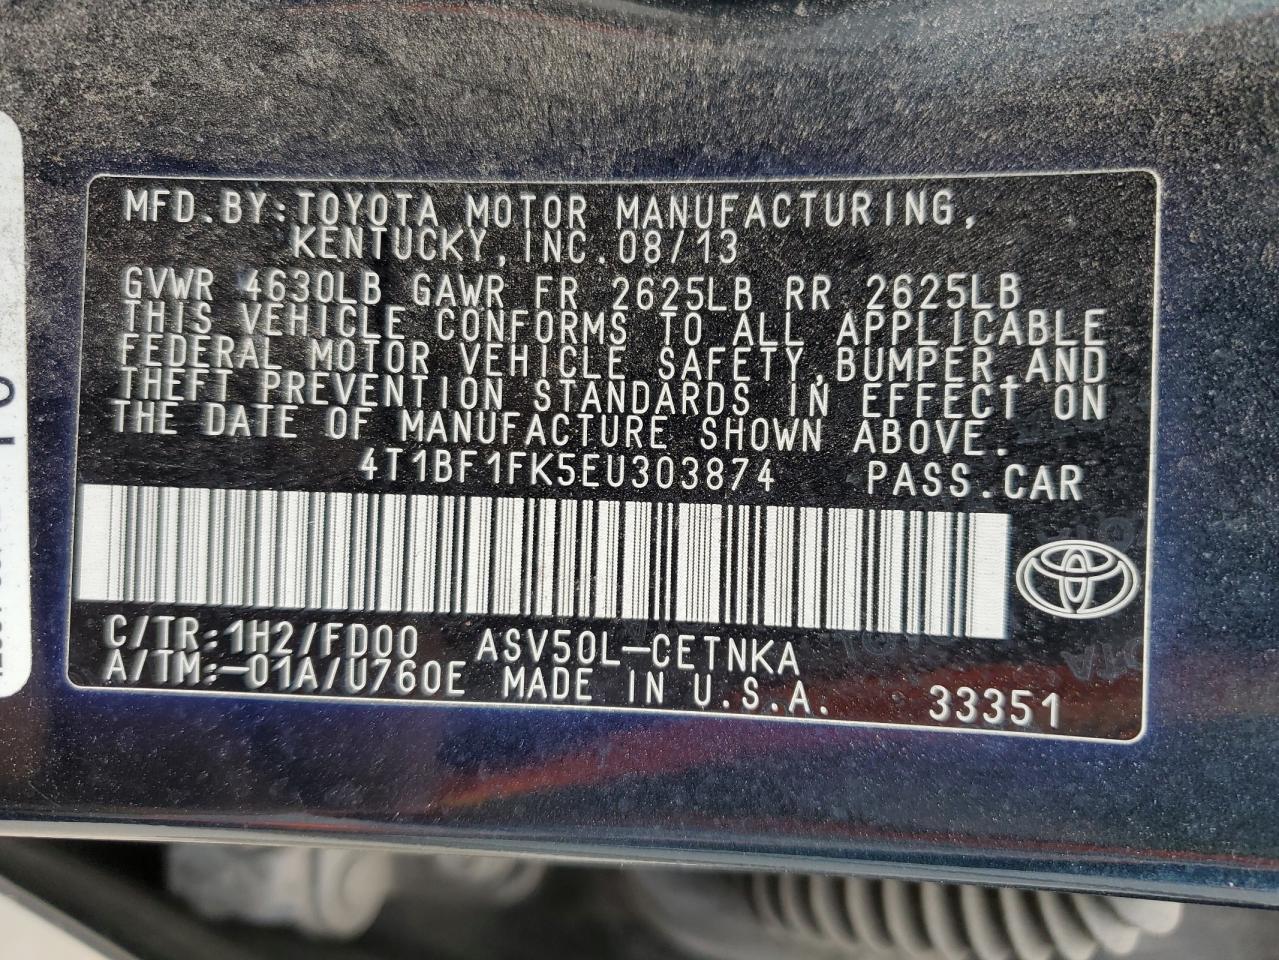 MFD.BY:TOYOTA MOTOR MANUFACTURING,
KENTUCKY,INC.08/13
GVWR 4630LB GAWR FR 2625LB RR 2625LB
THIS VEHICLE CONFORMS TO ALL APPLICABLE
FEDERAL MOTOR VEHICLE SAFETY,BUMPER,AND
THEFT PREVENTION STANDARDS IN EFFECT ON
THE DATE OF MANUFACTURE SHOWN ABOVE.
4T1BF1FK5EU303874 PASS.CAR
C/TR:1H2/FD00 ASV50L-CETNKA
A/TM:-01A/U760E MADE IN U.S.A. 33351